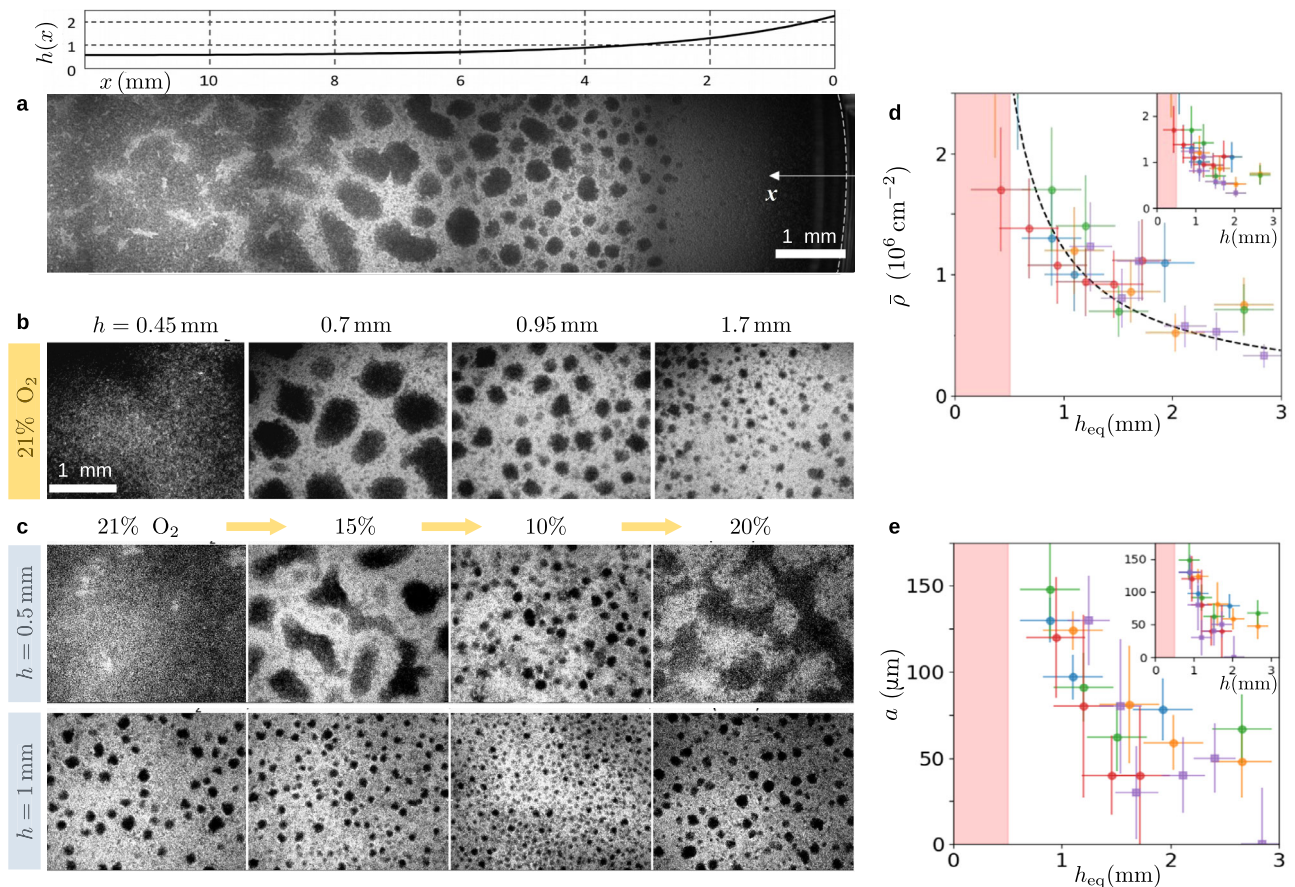 h(x)
2
1
0
x (mm)
10
8
6
4
2
0
a
x
1 mm
b
h = 0.45 mm
0.7 mm
0.95 mm
1.7 mm
21% O₂
1 mm
c
21% O₂
15%
10%
20%
h = 0.5 mm
h = 1 mm
d
ρ̄ (10⁶ cm⁻²)
2
1
0
0
1
2
3
h_eq(mm)
2
1
0
0
1
2
3
h(mm)
e
a (µm)
150
125
100
75
50
25
0
0
1
2
3
h_eq(mm)
150
100
50
0
0
1
2
3
h(mm)